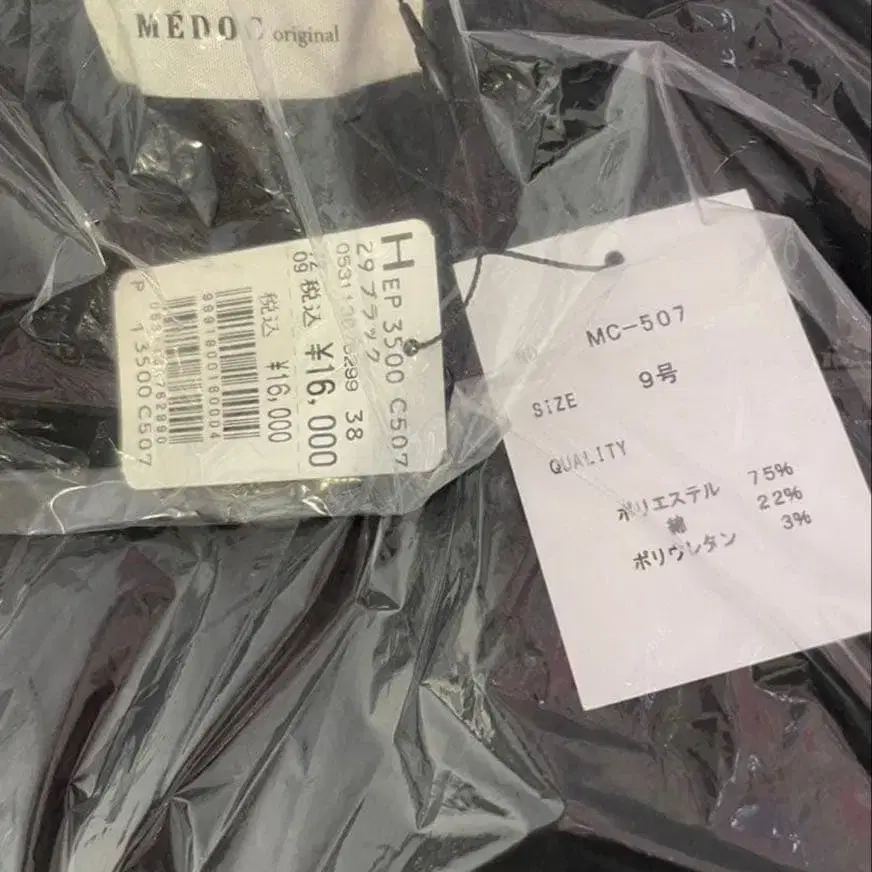 MÉDOC original
HEP 3500 C507
29 ブラック
38
税込 ¥16,000
税込 ¥16,000
P 13500 C507
MC-507
SIZE 9号
QUALITY
ポリエステル 75%
綿 22%
ポリウレタン 3%